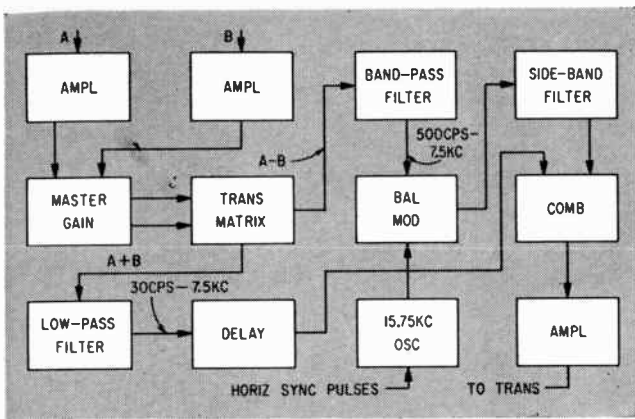 A
B
AMPL
AMPL
BAND-PASS
FILTER
SIDE-BAND
FILTER
A-B
500CPS-
7.5KC
MASTER
GAIN
TRANS
MATRIX
BAL
MOD
COMB
A+B
30CPS-7.5KC
LOW-PASS
FILTER
DELAY
15.75KC
OSC
AMPL
HORIZ SYNC PULSES
TO TRANS